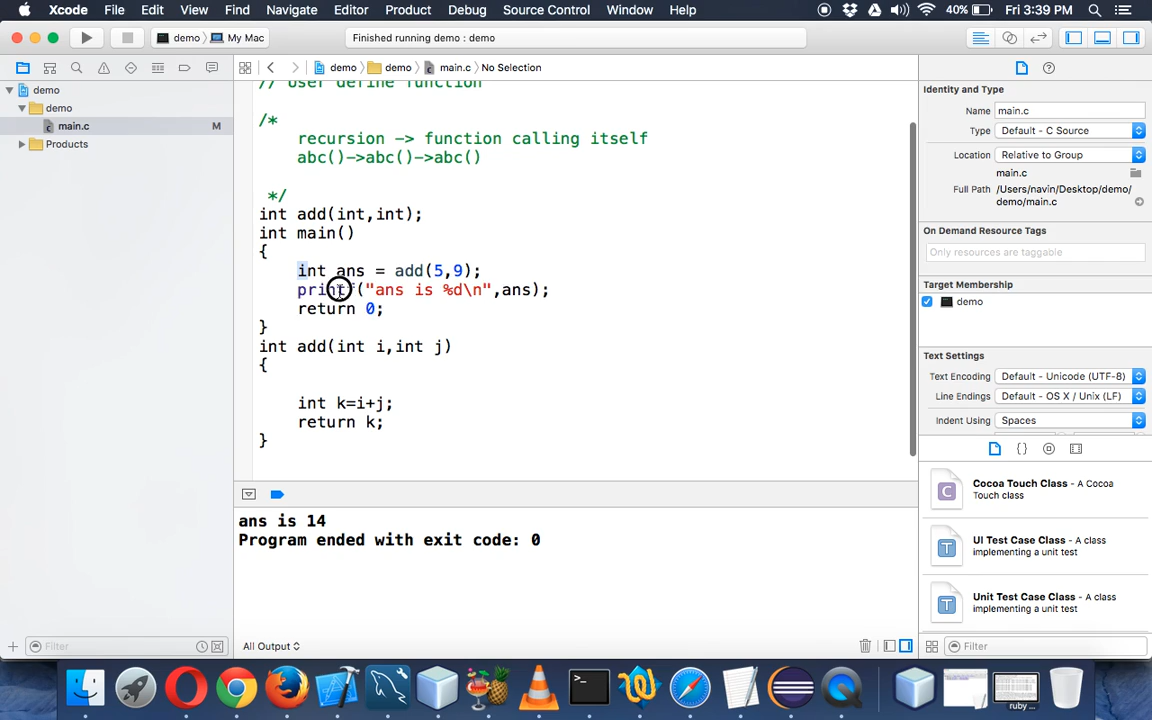 Xcode File Edit View Find Navigate Editor Product Debug Source Control Window Help 40% Fri 3:39 PM
demo My Mac Finished running demo : demo
demo demo main.c No Selection
demo
demo
main.c M
Products
// User define function
/*
recursion -> function calling itself
abc()->abc()->abc()
*/
int add(int,int);
int main()
{
int ans = add(5,9);
printf("ans is %d\n",ans);
return 0;
}
int add(int i,int j)
{
int k=i+j;
return k;
}
ans is 14
Program ended with exit code: 0
All Output
Filter
Identity and Type
Name main.c
Type Default - C Source
Location Relative to Group
main.c
Full Path /Users/navin/Desktop/demo/
demo/main.c
On Demand Resource Tags
Only resources are taggable
Target Membership
demo
Text Settings
Text Encoding Default - Unicode (UTF-8)
Line Endings Default - OS X / Unix (LF)
Indent Using Spaces
C Cocoa Touch Class - A Cocoa
Touch class
T UI Test Case Class - A class
implementing a unit test
T Unit Test Case Class - A class
implementing a unit test
Filter
ruby ...